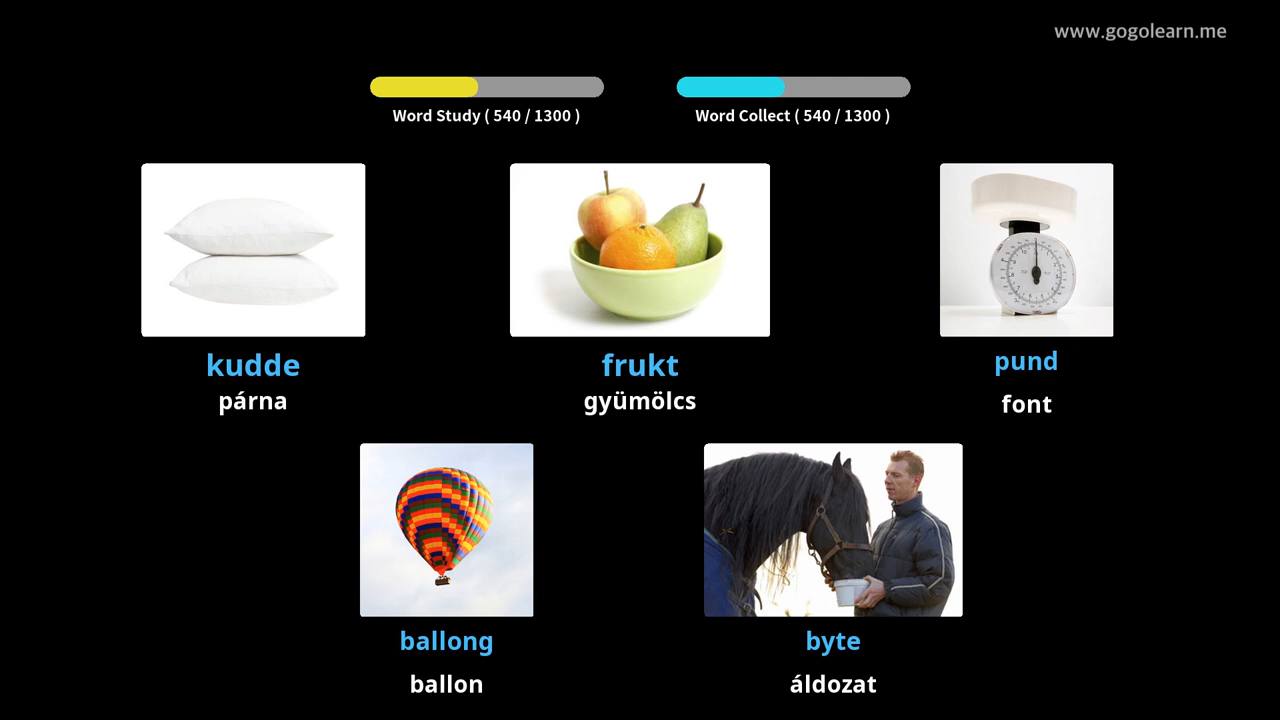 www.gogolearn.me
Word Study ( 540 / 1300 )
Word Collect ( 540 / 1300 )
kudde
párna
frukt
gyümölcs
pund
font
ballong
ballon
byte
áldozat